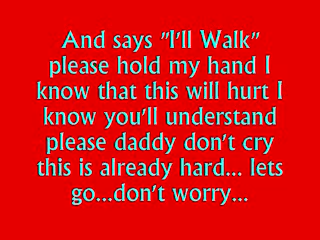 And says "I'll Walk"
please hold my hand I
know that this will hurt I
know you'll understand
please daddy don't cry
this is already hard... lets
go...don't worry...